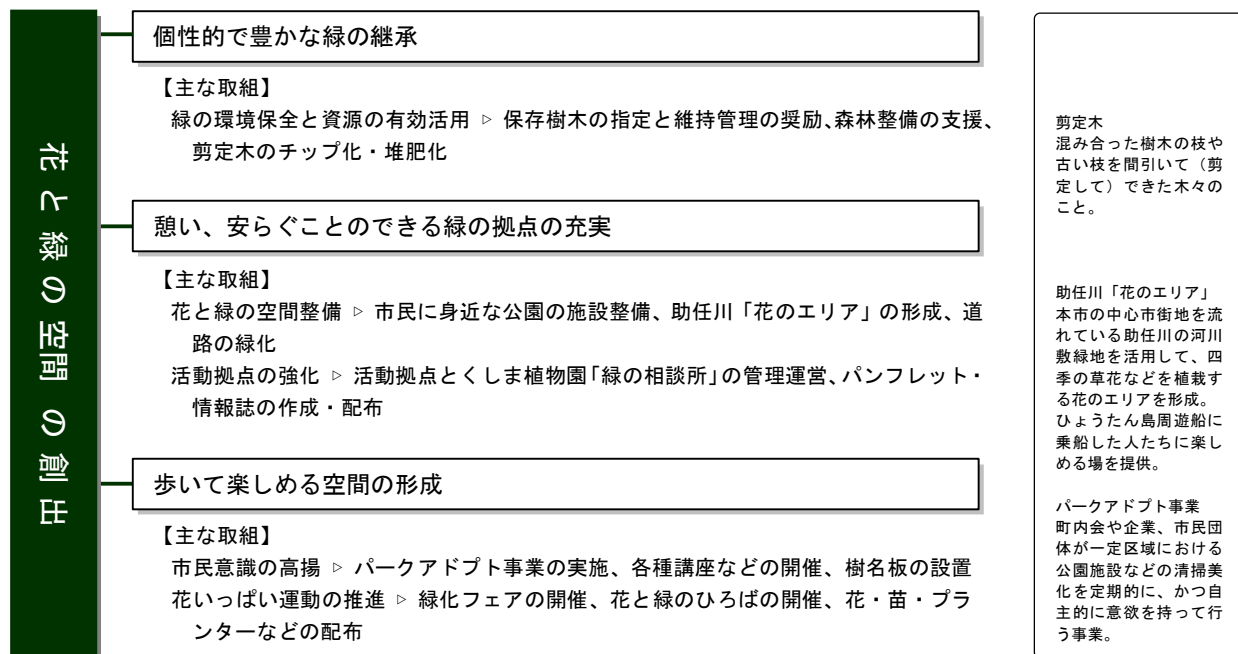 花と緑の空間の創出
個性的で豊かな緑の継承
【主な取組】
緑の環境保全と資源の有効活用 ▷ 保存樹木の指定と維持管理の奨励、森林整備の支援、
剪定木のチップ化・堆肥化
憩い、安らぐことのできる緑の拠点の充実
【主な取組】
花と緑の空間整備 ▷ 市民に身近な公園の施設整備、助任川「花のエリア」の形成、道
路の緑化
活動拠点の強化 ▷ 活動拠点とくしま植物園「緑の相談所」の管理運営、パンフレット・
情報誌の作成・配布
歩いて楽しめる空間の形成
【主な取組】
市民意識の高揚 ▷ パークアドプト事業の実施、各種講座などの開催、樹名板の設置
花いっぱい運動の推進 ▷ 緑化フェアの開催、花と緑のひろばの開催、花・苗・プラ
ンターなどの配布
剪定木
混み合った樹木の枝や
古い枝を間引いて（剪
定して）できた木々の
こと。
助任川「花のエリア」
本市の中心市街地を流
れている助任川の河川
敷緑地を活用して、四
季の草花などを植栽す
る花のエリアを形成。
ひょうたん島周遊船に
乗船した人たちに楽し
める場を提供。
パークアドプト事業
町内会や企業、市民団
体が一定区域における
公園施設などの清掃美
化を定期的に、かつ自
主的に意欲を持って行
う事業。